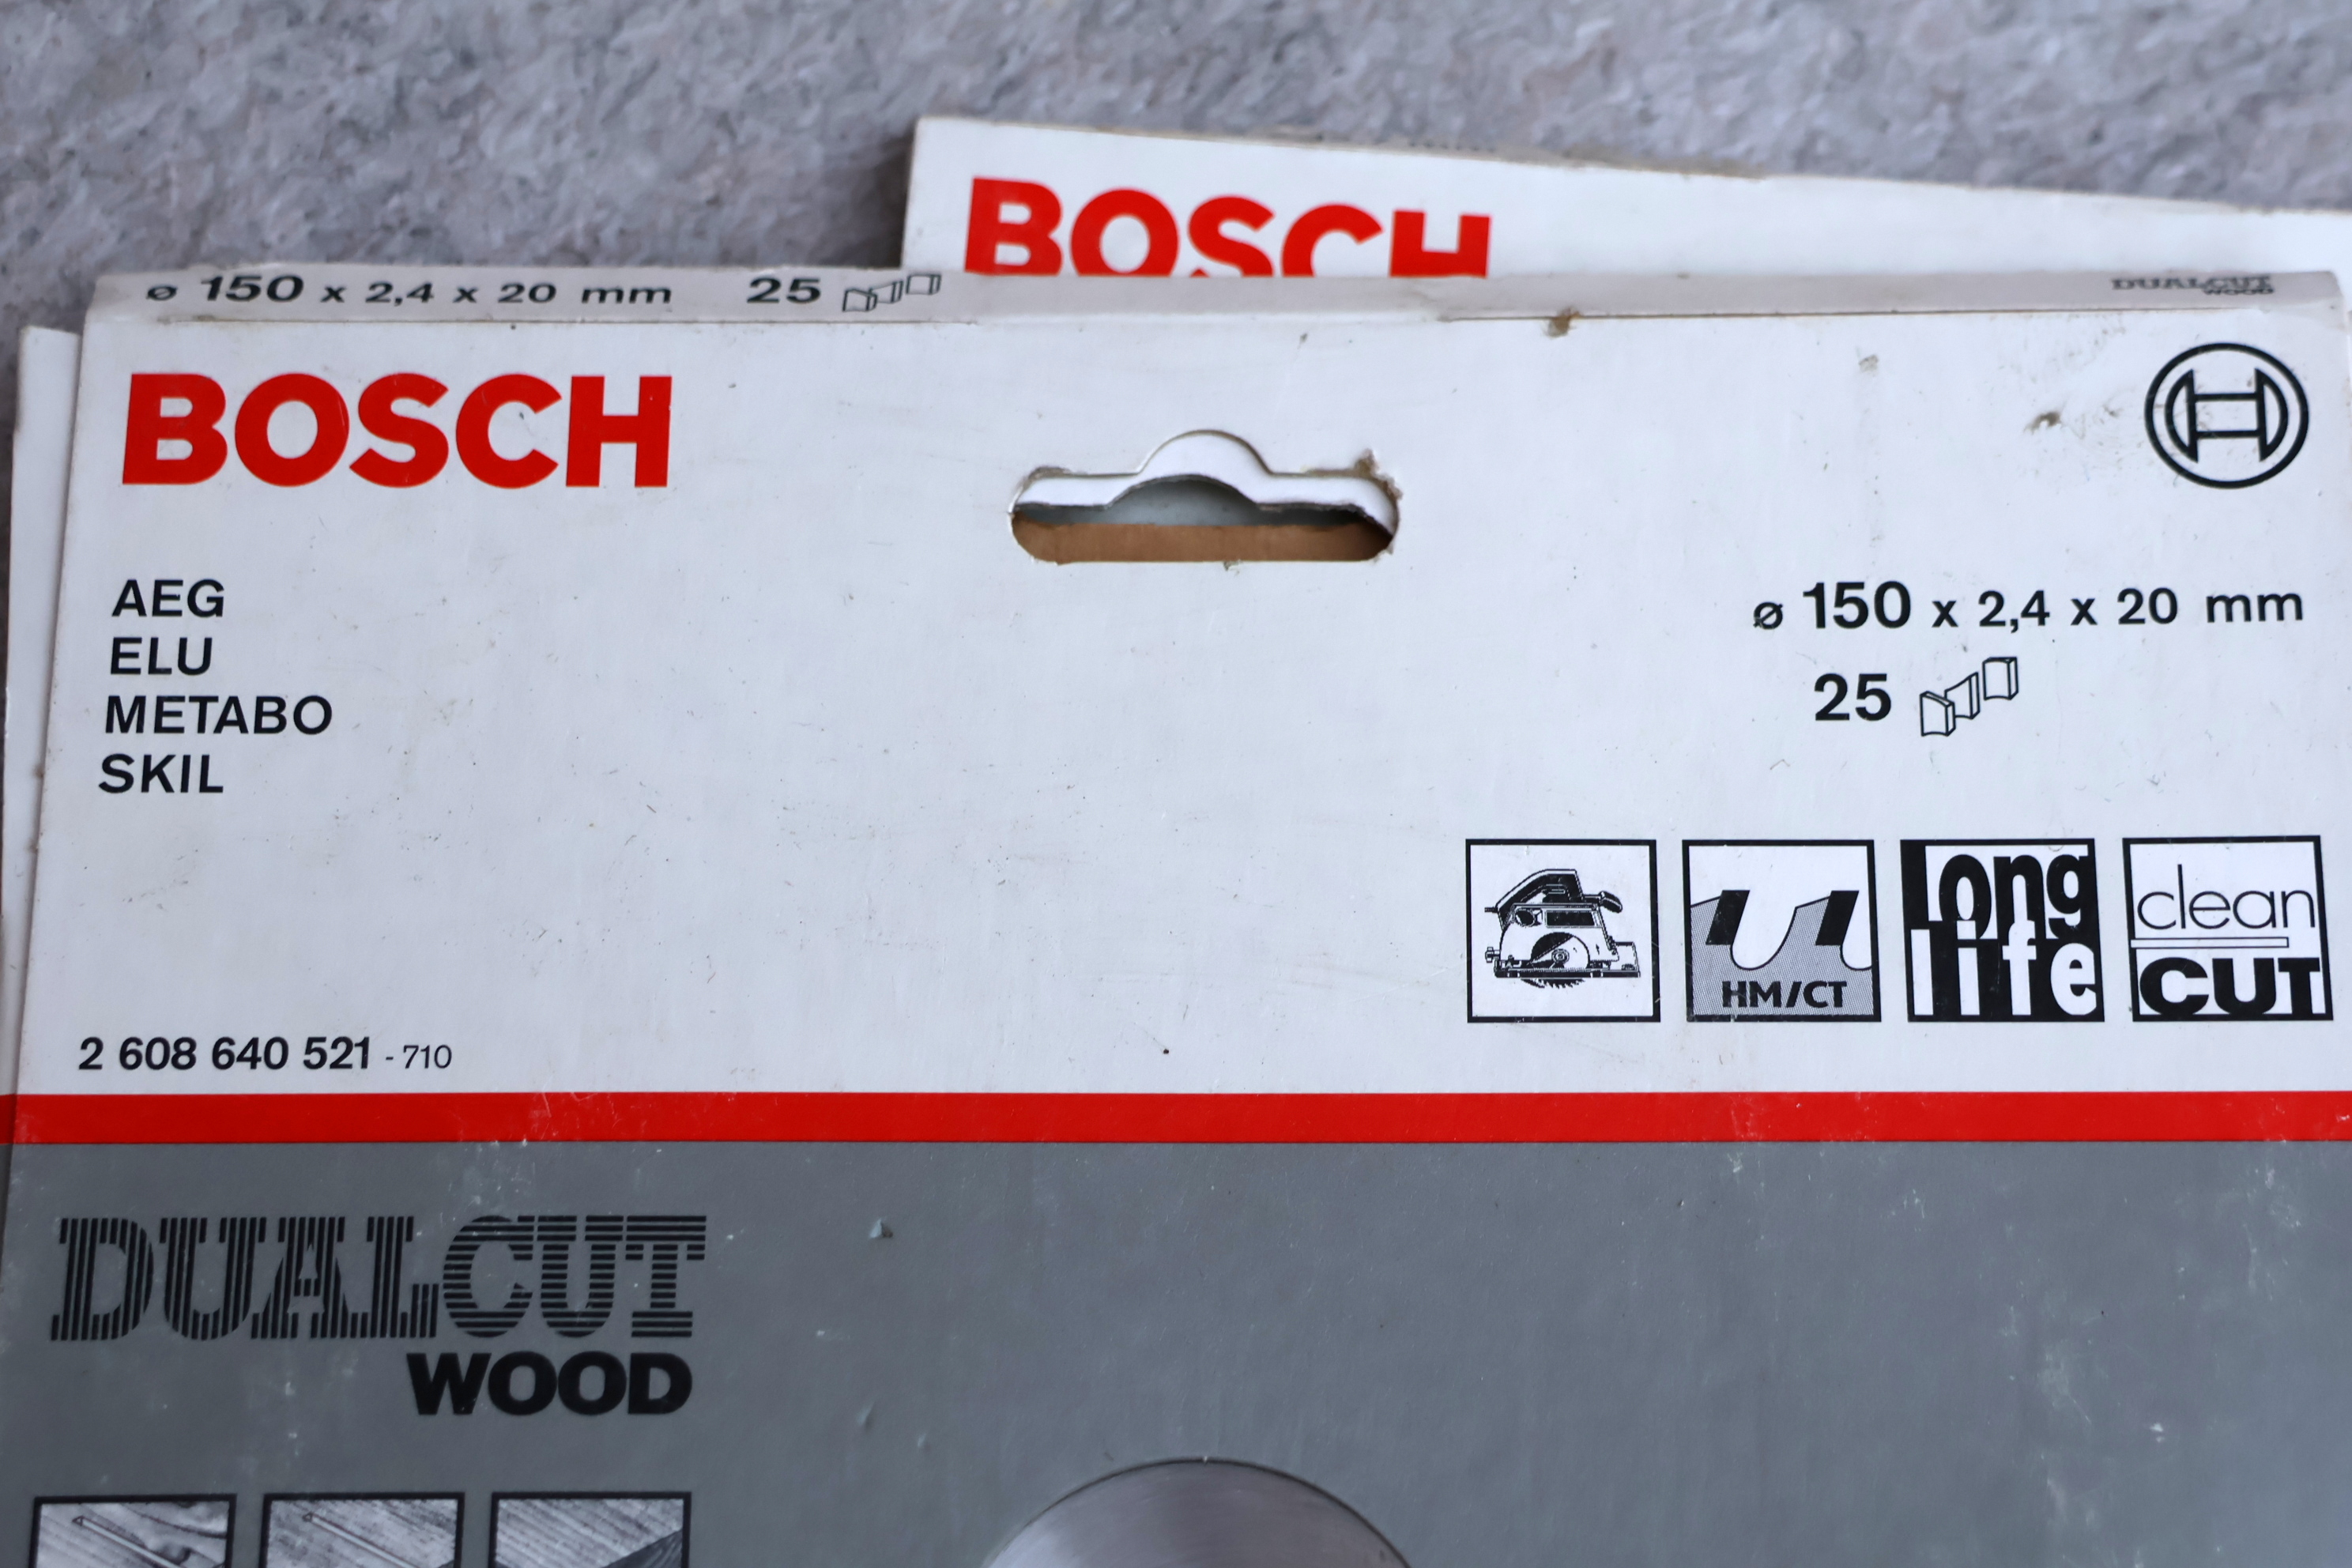 BOSCH
ø 150 x 2,4 x 20 mm 25
DUALCUT
WOOD
BOSCH
AEG
ELU
METABO
SKIL
ø 150 x 2,4 x 20 mm
25
HM/CT
Long
life
clean
CUT
2 608 640 521 - 710
DUALCUT
WOOD